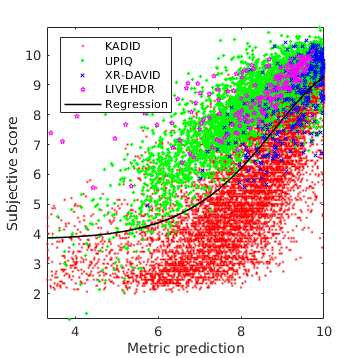 KADID
UPIQ
XR-DAVID
LIVEHDR
Regression
10
9
8
7
6
5
4
3
2
Subjective score
4 6 8 10
Metric prediction